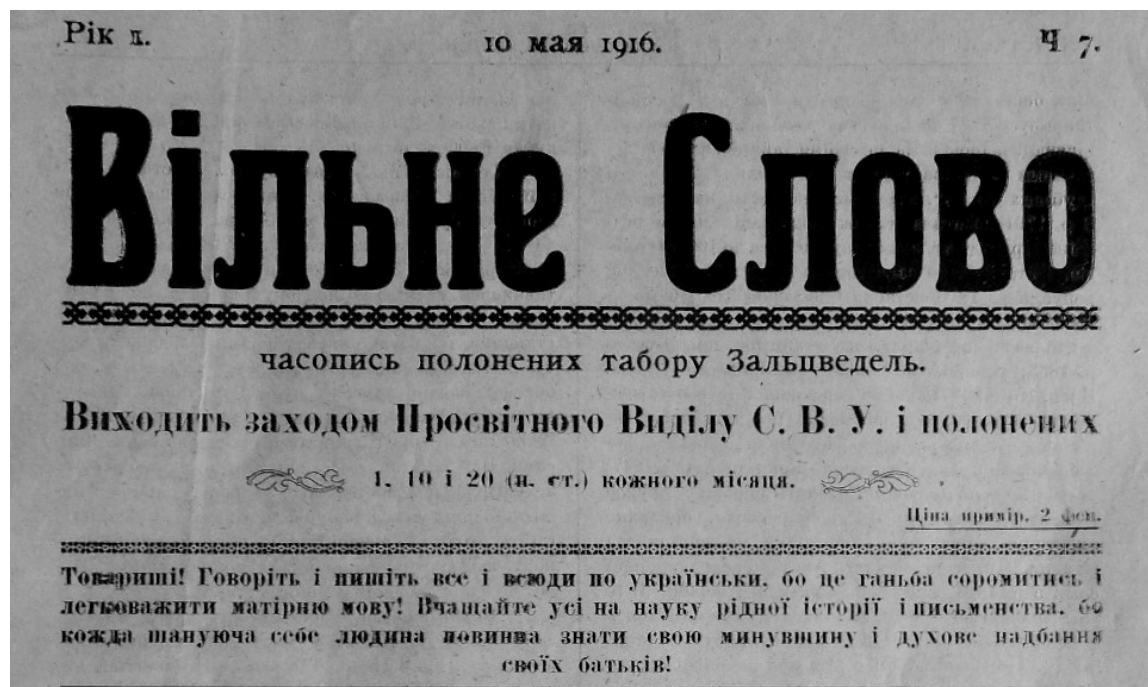 Рік 1. 10 мая 1916. Ч 7.
Вільне Слово
часопись полонених табору Зальцведель.
Виходить заходом Просвітного Виділу С. В. У. і полонених
1, 10 і 20 (н. ст.) кожного місяця.
Ціна примір. 2 фен.
Товариші! Говоріть і пишіть все і всюди по українськи, бо це ганьба соромитись і
легковажити матірню мову! Вчащайте усі на науку рідної історії і письменства, бо
кожда шануюча себе людина повинна знати свою минувшину і духове надбання
своїх батьків!